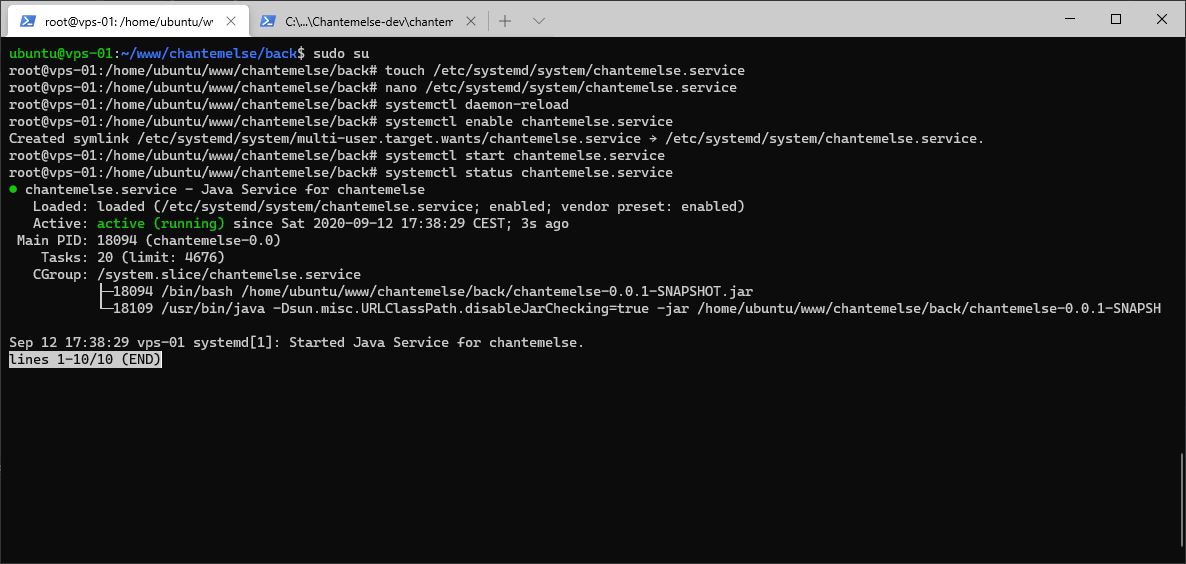 root@vps-01: /home/ubuntu/w
C:\...\Chantemelse-dev\chantem
ubuntu@vps-01:~/www/chantemelse/back$ sudo su
root@vps-01:/home/ubuntu/www/chantemelse/back# touch /etc/systemd/system/chantemelse.service
root@vps-01:/home/ubuntu/www/chantemelse/back# nano /etc/systemd/system/chantemelse.service
root@vps-01:/home/ubuntu/www/chantemelse/back# systemctl daemon-reload
root@vps-01:/home/ubuntu/www/chantemelse/back# systemctl enable chantemelse.service
Created symlink /etc/systemd/system/multi-user.target.wants/chantemelse.service → /etc/systemd/system/chantemelse.service.
root@vps-01:/home/ubuntu/www/chantemelse/back# systemctl start chantemelse.service
root@vps-01:/home/ubuntu/www/chantemelse/back# systemctl status chantemelse.service
● chantemelse.service - Java Service for chantemelse
Loaded: loaded (/etc/systemd/system/chantemelse.service; enabled; vendor preset: enabled)
Active: active (running) since Sat 2020-09-12 17:38:29 CEST; 3s ago
Main PID: 18094 (chantemelse-0.0)
Tasks: 20 (limit: 4676)
CGroup: /system.slice/chantemelse.service
├─18094 /bin/bash /home/ubuntu/www/chantemelse/back/chantemelse-0.0.1-SNAPSHOT.jar
└─18109 /usr/bin/java -Dsun.misc.URLClassPath.disableJarChecking=true -jar /home/ubuntu/www/chantemelse/back/chantemelse-0.0.1-SNAPSH
Sep 12 17:38:29 vps-01 systemd[1]: Started Java Service for chantemelse.
lines 1-10/10 (END)